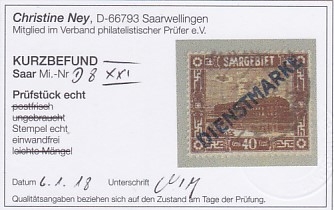 Christine Ney, D-66793 Saarwellingen
Mitglied im Verband philatelistischer Prüfer e.V.
KURZBEFUND
Saar Mi.-Nr D 8 XXI
Prüfstück echt
postfrisch
ungebraucht
Stempel echt
einwandfrei
leichte Mängel
SAARGEBIET
DIENSTMARKE
40
Datum 6.1.18 Unterschrift
Qualitätsangaben beziehen sich auf den Zustand am Tage der Prüfung.